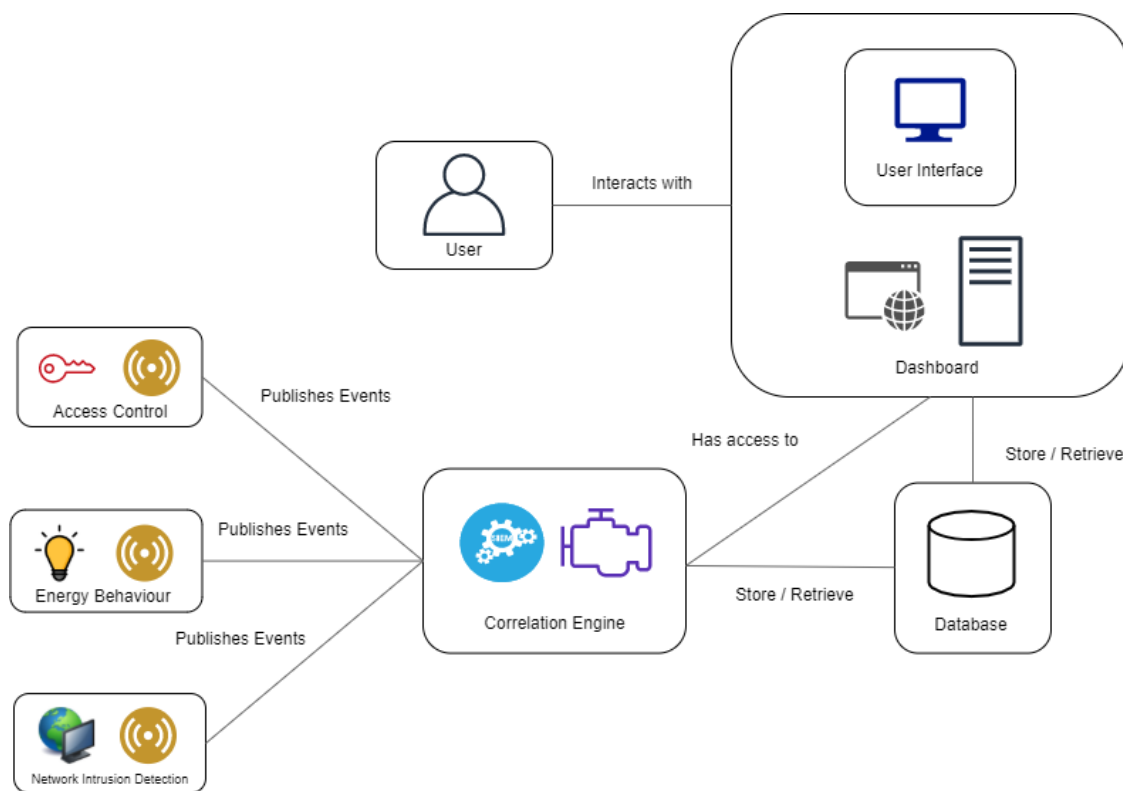 User Interface
Interacts with
User
Dashboard
Access Control
Publishes Events
Has access to
Store / Retrieve
Publishes Events
Energy Behaviour
SIEM
Correlation Engine
Store / Retrieve
Database
Publishes Events
Network Intrusion Detection